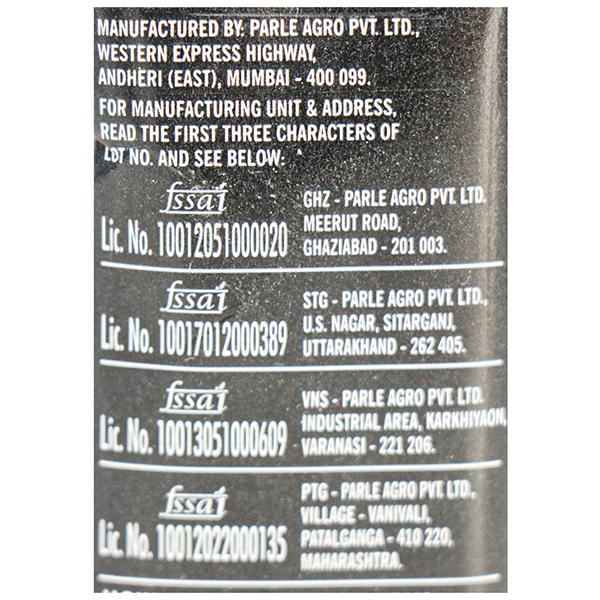 MANUFACTURED BY: PARLE AGRO PVT. LTD.,
WESTERN EXPRESS HIGHWAY,
ANDHERI (EAST), MUMBAI - 400 099.
FOR MANUFACTURING UNIT & ADDRESS,
READ THE FIRST THREE CHARACTERS OF
LOT NO. AND SEE BELOW:
fssai
Lic. No. 10012051000020
GHZ - PARLE AGRO PVT. LTD.
MEERUT ROAD,
GHAZIABAD - 201 003.
fssai
Lic. No. 10017012000389
STG - PARLE AGRO PVT. LTD.,
U.S. NAGAR, SITARGANJ,
UTTARAKHAND - 262 405.
fssai
Lic. No. 10013051000609
VNS - PARLE AGRO PVT. LTD.
INDUSTRIAL AREA, KARKHIYAON,
VARANASI - 221 206.
fssai
Lic. No. 10012022000135
PTG - PARLE AGRO PVT. LTD.,
VILLAGE - VANIVALI,
PATALGANGA - 410 220,
MAHARASHTRA.